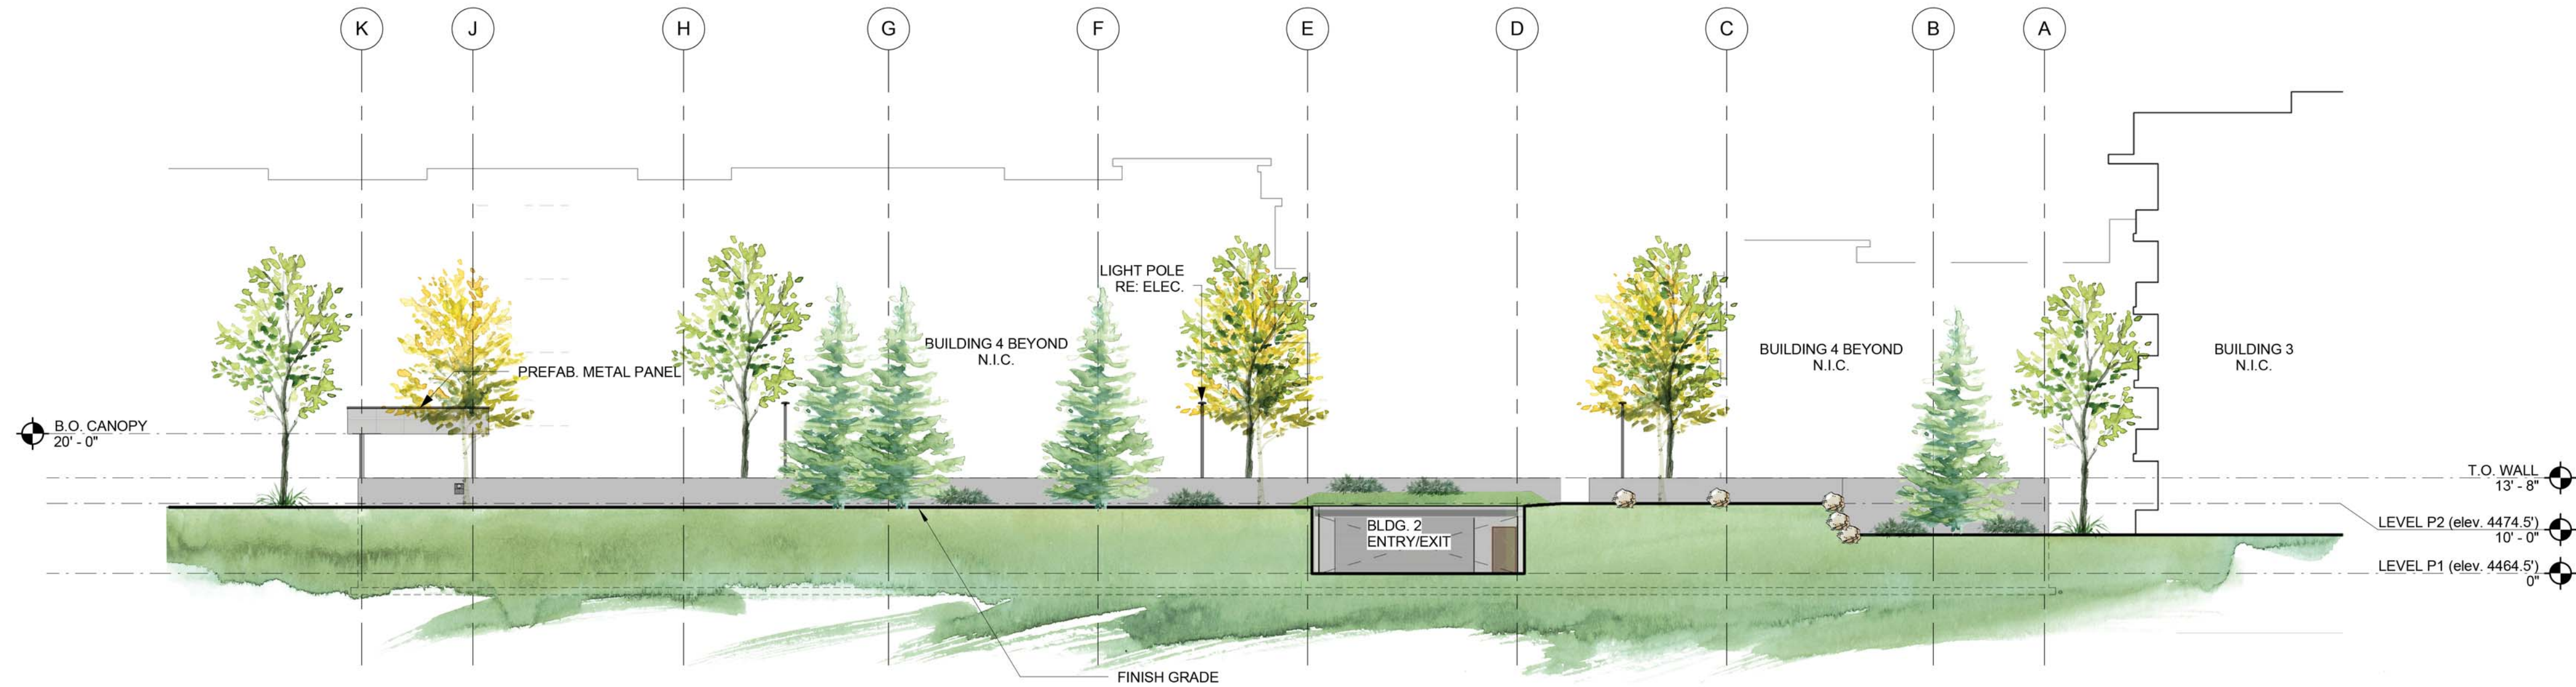 K
J
H
G
F
E
D
C
B
A
LIGHT POLE
RE: ELEC.
BUILDING 4 BEYOND
N.I.C.
BUILDING 4 BEYOND
N.I.C.
BUILDING 3
N.I.C.
PREFAB. METAL PANEL
B.O. CANOPY
20' - 0"
T.O. WALL
13' - 8"
LEVEL P2 (elev. 4474.5')
10' - 0"
BLDG. 2
ENTRY/EXIT
LEVEL P1 (elev. 4464.5')
0"
FINISH GRADE